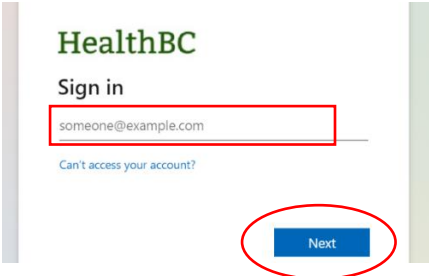 HealthBC
Sign in
someone@example.com
Can't access your account?
Next